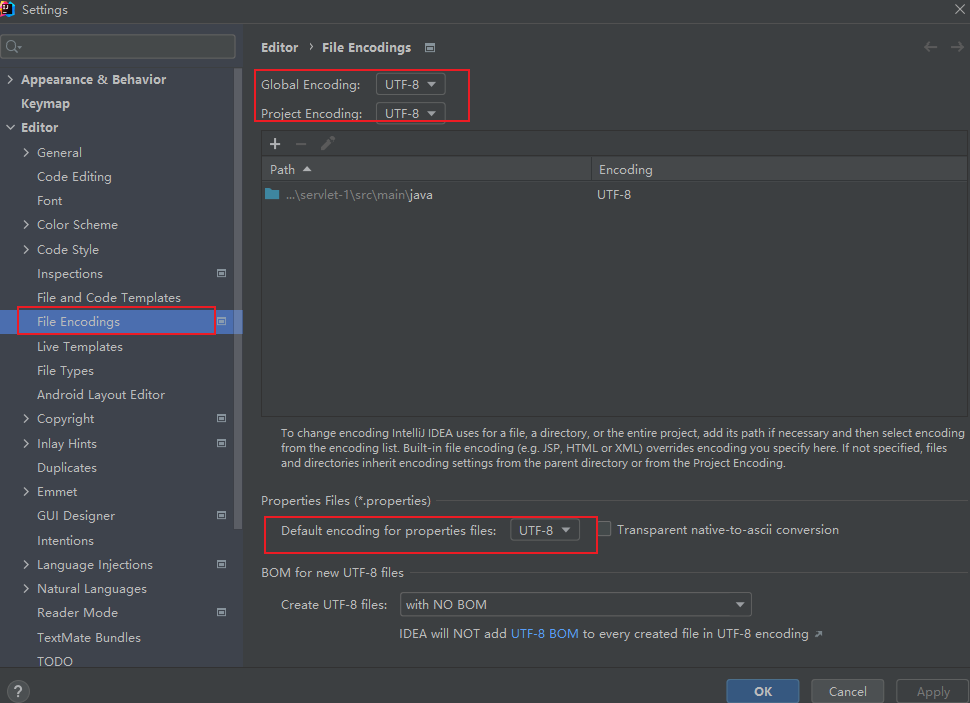 Settings
Appearance & Behavior
Keymap
Editor
General
Code Editing
Font
Color Scheme
Code Style
Inspections
File and Code Templates
File Encodings
Live Templates
File Types
Android Layout Editor
Copyright
Inlay Hints
Duplicates
Emmet
GUI Designer
Intentions
Language Injections
Natural Languages
Reader Mode
TextMate Bundles
TODO
?
Editor › File Encodings
Global Encoding: UTF-8
Project Encoding: UTF-8
Path Encoding
...\servlet-1\src\main\java UTF-8
To change encoding IntelliJ IDEA uses for a file, a directory, or the entire project, add its path if necessary and then select encoding
from the encoding list. Built-in file encoding (e.g. JSP, HTML or XML) overrides encoding you specify here. If not specified, files
and directories inherit encoding settings from the parent directory or from the Project Encoding.
Properties Files (*.properties)
Default encoding for properties files: UTF-8 Transparent native-to-ascii conversion
BOM for new UTF-8 files
Create UTF-8 files: with NO BOM
IDEA will NOT add UTF-8 BOM to every created file in UTF-8 encoding ↗
OK Cancel Apply